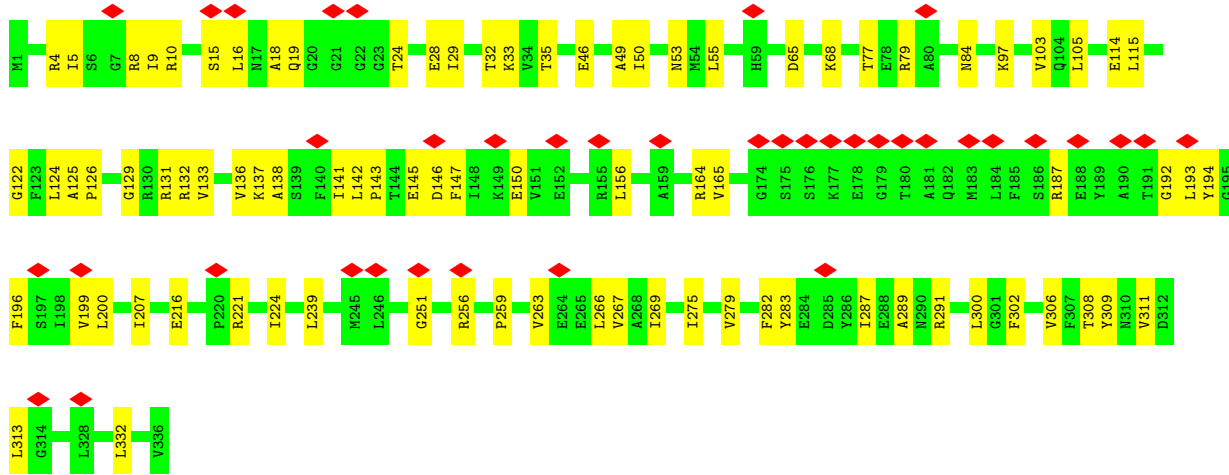 M1 R4 I5 S6 G7 R8 I9 R10 S15 L16 N17 A18 Q19 G20 G21 G22 G23 T24 E28 I29 T32 K33 V34 T35 E46 A49 I50 N53 M54 L55 H59 D65 K68 T77 E78 R79 A80 N84 K97 V103 Q104 L105 E114 L115
G122 F123 L124 A125 P126 G129 R130 R131 R132 V133 V136 K137 A138 S139 F140 I141 L142 P143 T144 E145 D146 F147 I148 K149 E150 V151 E152 R155 L156 A159 R164 V165 G174 S175 S176 K177 E178 G179 T180 A181 Q182 M183 L184 F185 S186 R187 E188 Y189 A190 T191 G192 L193 Y194 G195
F196 S197 I198 V199 L200 I207 E216 P220 R221 I224 L239 M245 L246 G251 R256 P259 V263 E264 E265 L266 V267 A268 I269 I275 V279 F282 Y283 E284 D285 Y286 I287 E288 A289 N290 R291 L300 G301 F302 V306 F307 T308 Y309 N310 V311 D312
L313 G314 L328 L332 V336